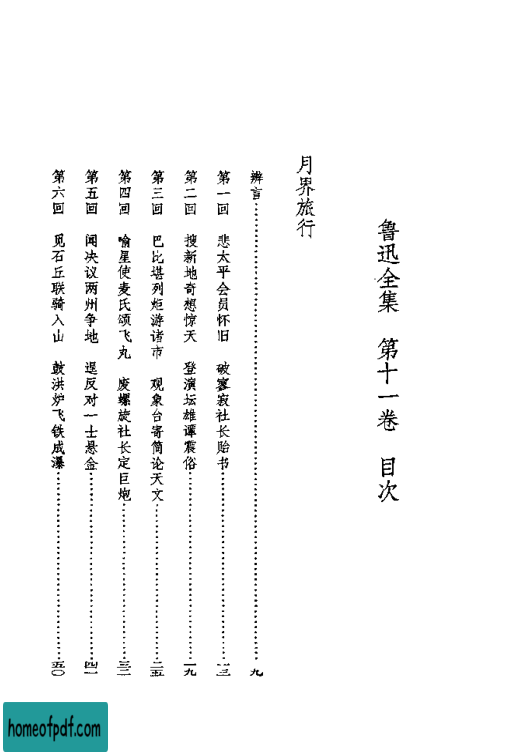 鲁迅全集 第十一卷 目次
月界旅行
辨言……九
第一回 悲太平会员怀旧 破寥寂社长贻书……一三
第二回 搜新地奇想惊天 登演坛雄谭震俗……一九
第三回 巴比堪列炬游诸市 观象台寄简论天文……二五
第四回 喻星使麦氏颂飞丸 废螺旋社长定巨炮……三二
第五回 闻决议两州争地 逞反对一士悬金……四一
第六回 觅石丘联骑入山 鼓洪炉飞铁成瀑……五〇
homeofpdf.com